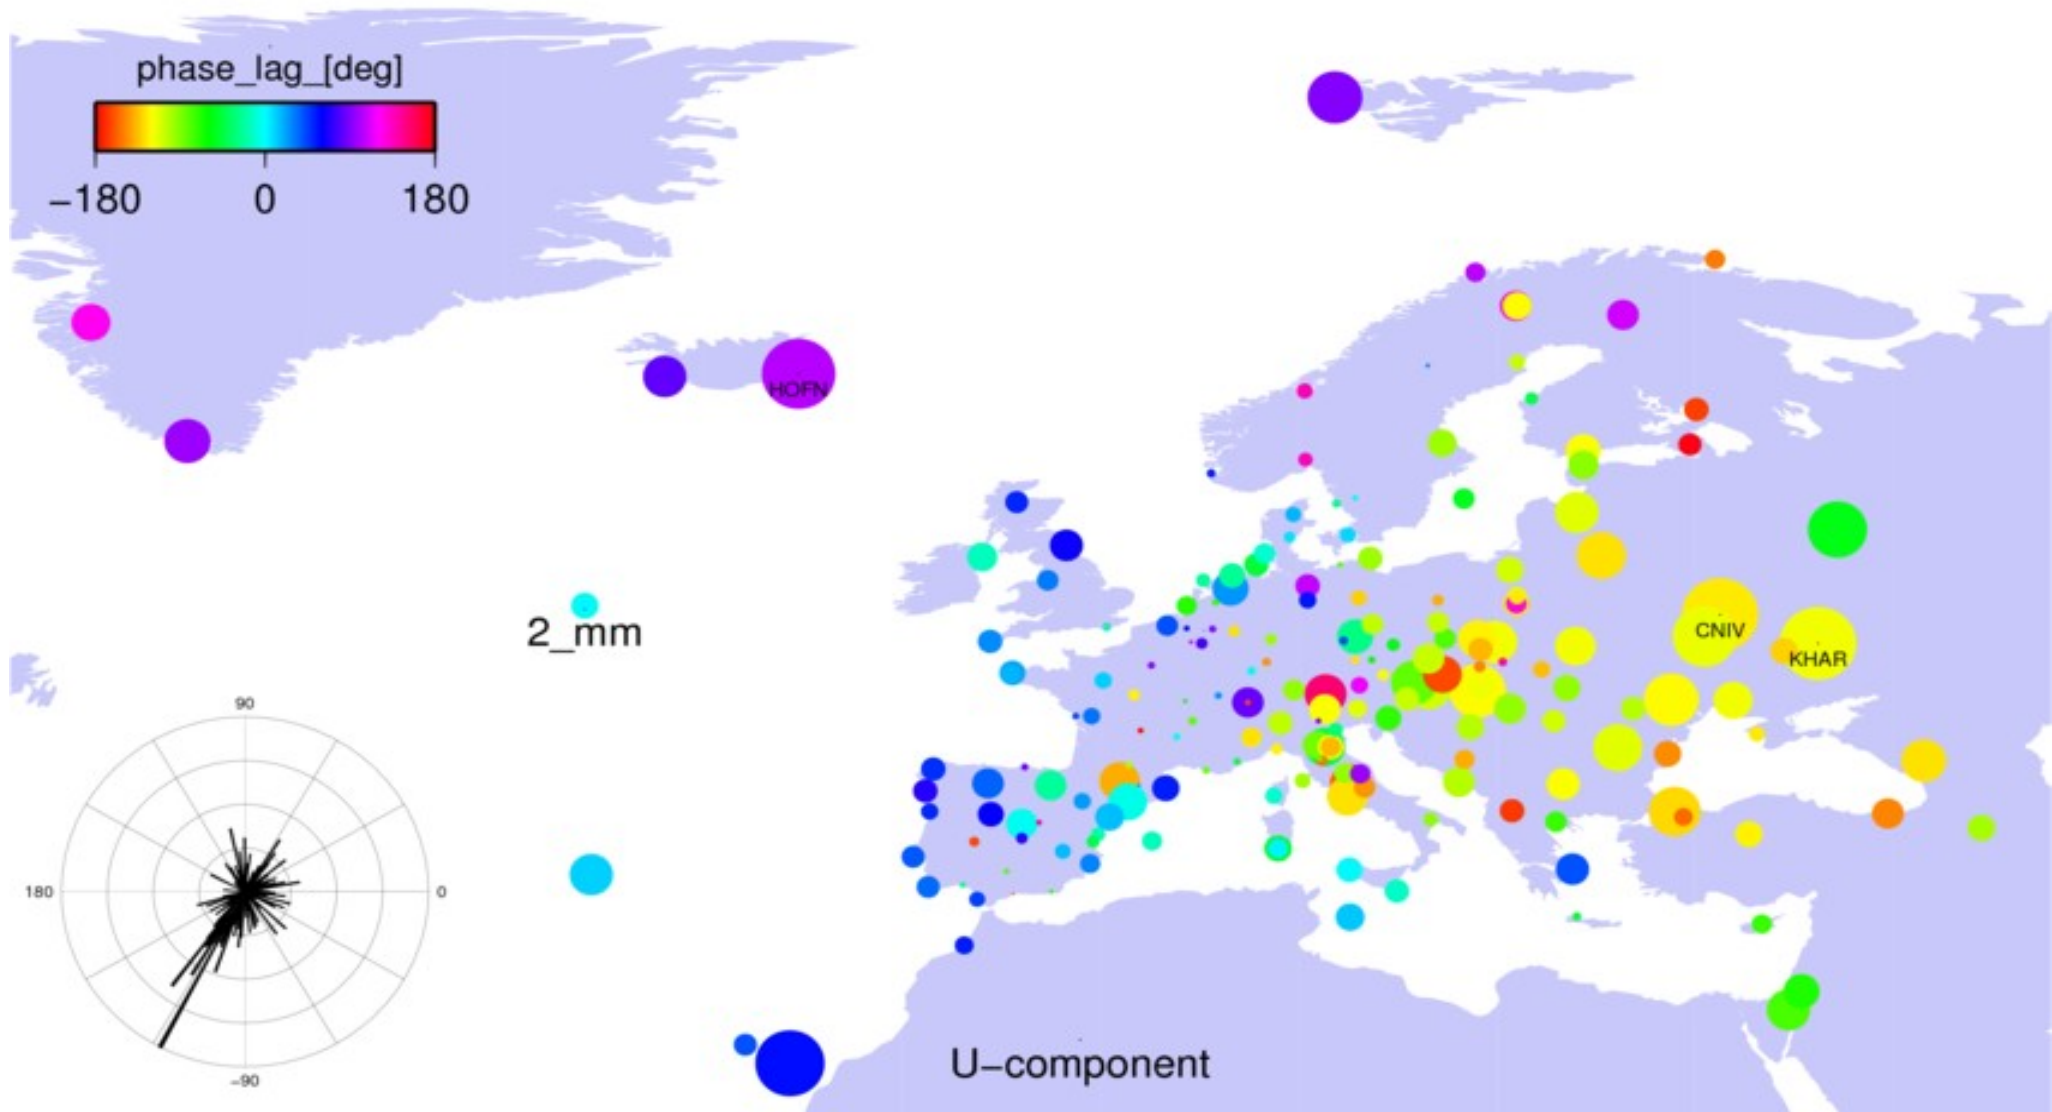 phase_lag_[deg]
−180 0 180
HOFN
2_mm
CNIV
KHAR
90
180 0
−90
U−component